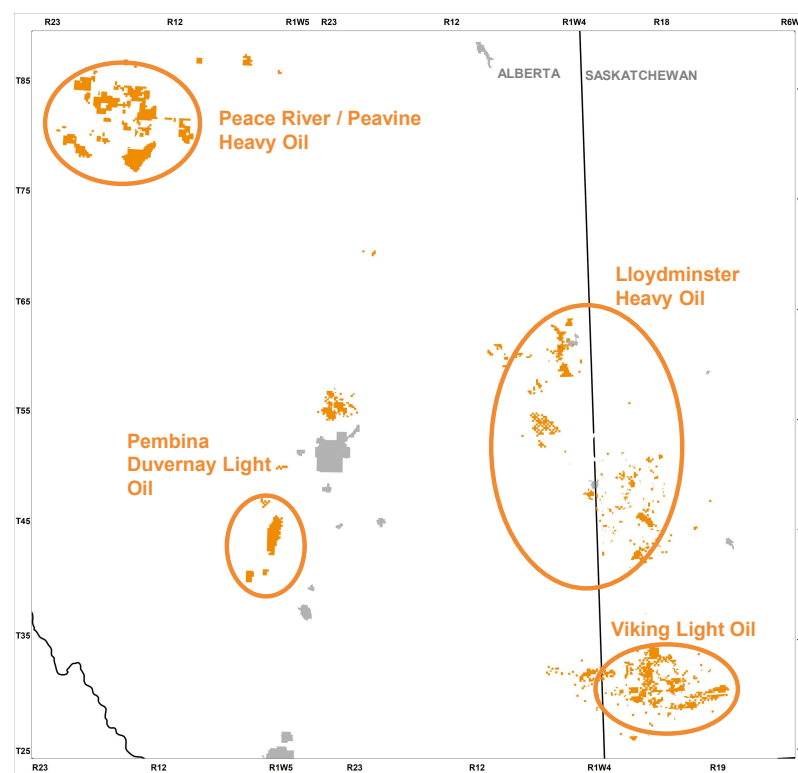 R23 R12 R1W5 R23 R12 R1W4 R18 R6W
ALBERTA SASKATCHEWAN
T85
Peace River / Peavine
Heavy Oil
T75
Lloydminster
Heavy Oil
T65
T55
Pembina
Duvernay Light
Oil
T45
Viking Light Oil
T35
T25
R23 R12 R1W5 R23 R12 R1W4 R19